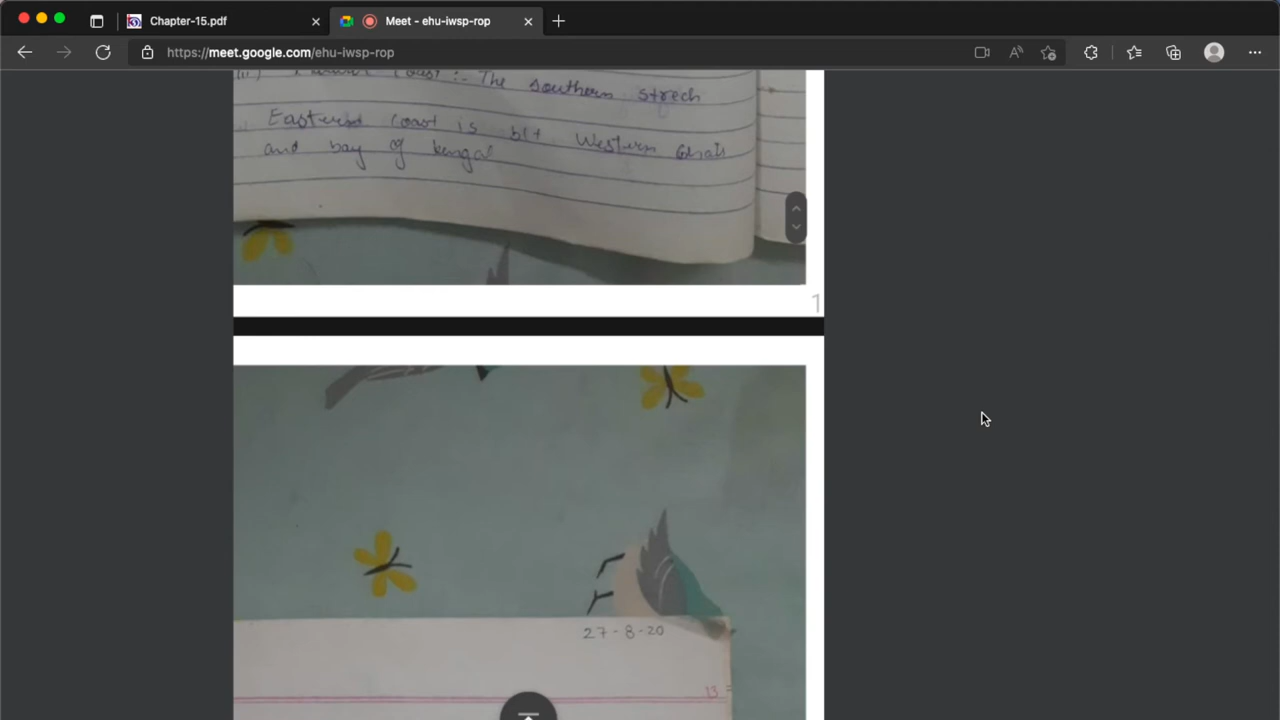 Chapter-15.pdf
Meet - ehu-iwsp-rop
https://meet.google.com/ehu-iwsp-rop
Coast :- The southern strech
Eastern coast is b/t Western Ghats
and bay of bengal
1
27-8-20
13